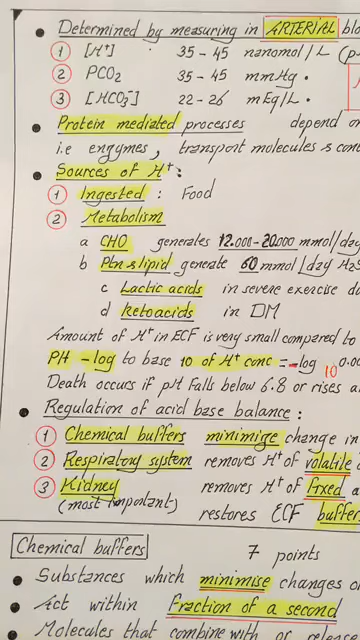 • Determined by measuring in ARTERIAL blo
① [H⁺] 35 - 45 nanomol/L (p
② PCO₂ 35 - 45 mmHg.
③ [HCO₃⁻] 22-26 mEq/L.
• Protein mediated processes depend on
i.e engymes, transport molecules & con
• Sources of H⁺:
① Ingested : Food
② Metabolism
a CHO generates 12.000-20.000 mmol/day
b Ptn & lipid generate 60 mmol/day H₂S
c Lactic acids in severe exercise du
d ketoacids in DM
Amount of H⁺ in ECF is very small compared to
PH -log to base 10 of H⁺ conc = -log 10 0.00
Death occurs if pH falls below 6.8 or rises a
• Regulation of acid base balance :
① Chemical buffers minimize change in
② Respiratory system removes H⁺ of volatile
③ Kidney removes H⁺ of fixed a
(most important) restores ECF buffer
Chemical buffers 7 points
• Substances which minimise changes o
• Act within fraction of a second
Molecules that combine with or release